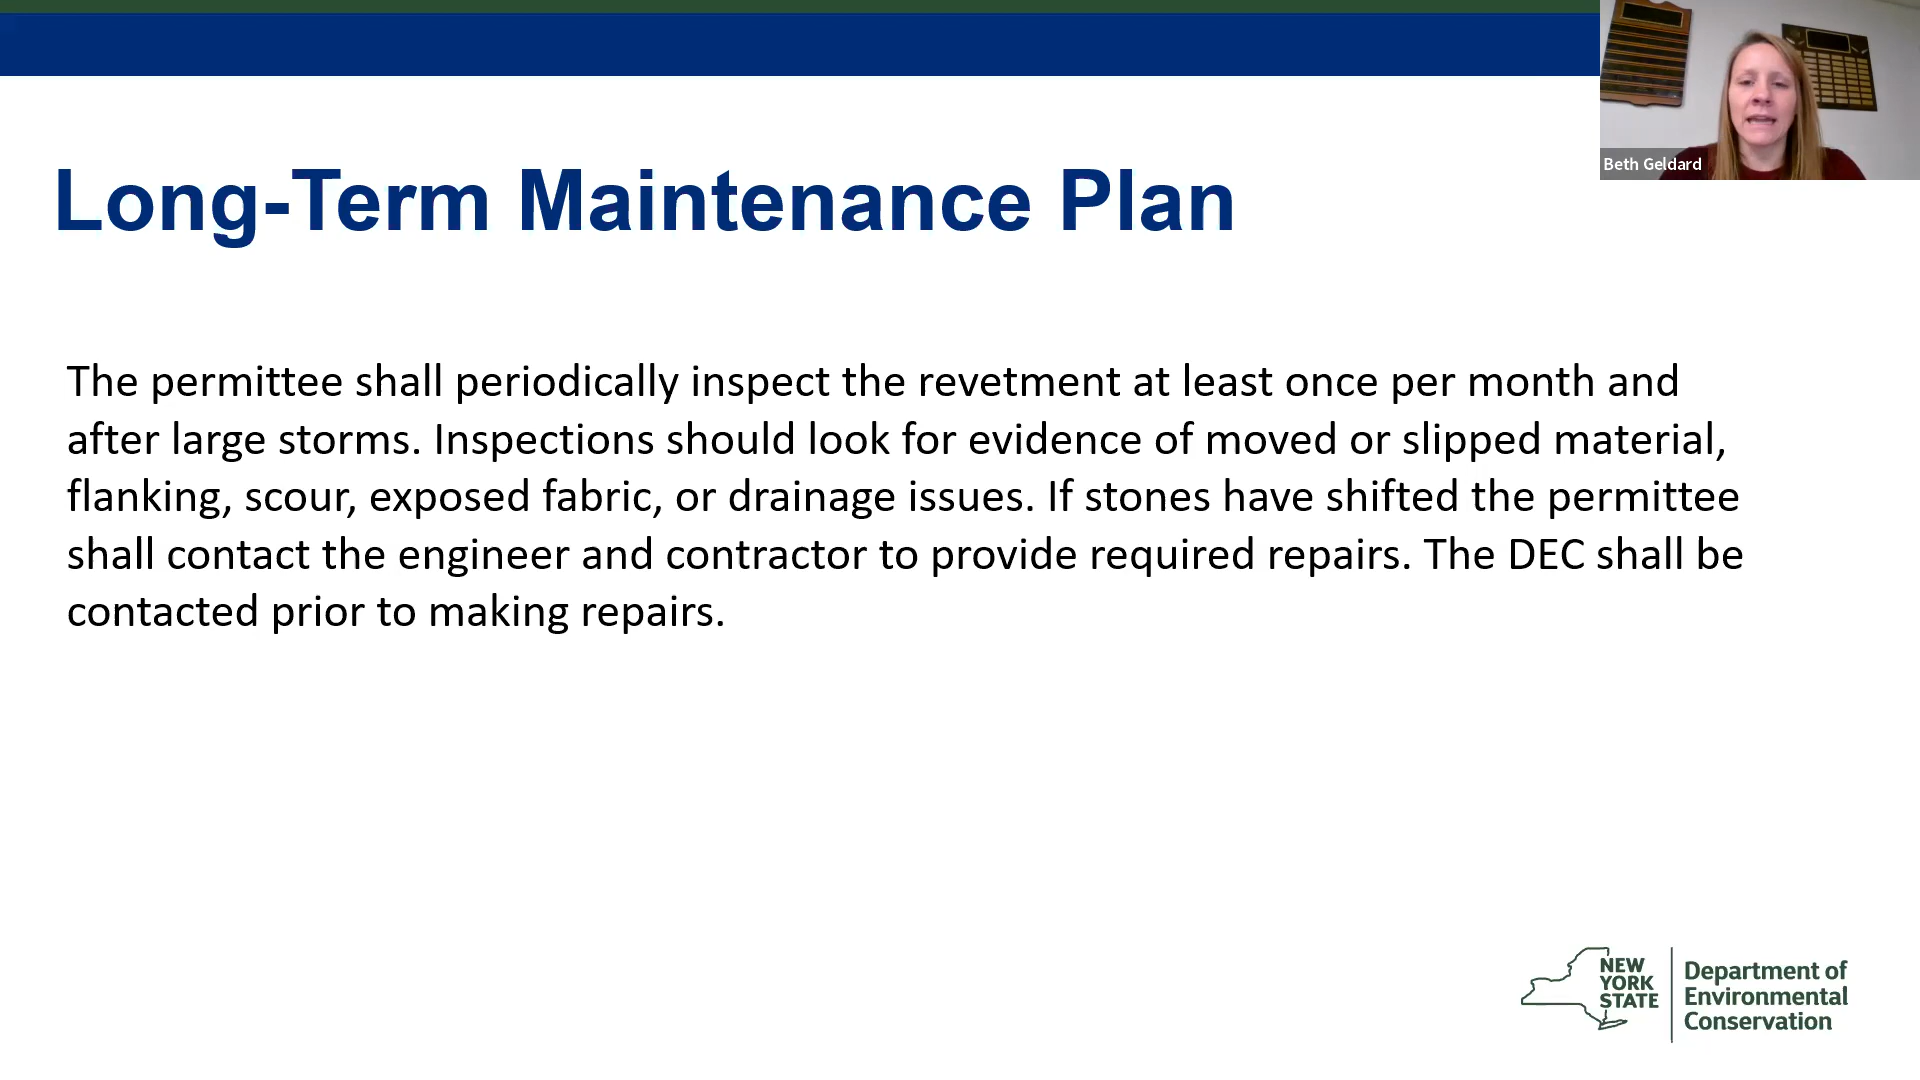 Beth Geldard
Long-Term Maintenance Plan
The permittee shall periodically inspect the revetment at least once per month and
after large storms. Inspections should look for evidence of moved or slipped material,
flanking, scour, exposed fabric, or drainage issues. If stones have shifted the permittee
shall contact the engineer and contractor to provide required repairs. The DEC shall be
contacted prior to making repairs.
NEW
YORK
STATE
Department of
Environmental
Conservation